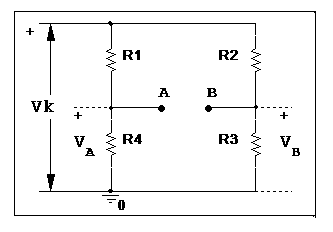 +
R1 R2
A B
Vk
+ +
R4 R3
VA VB
0